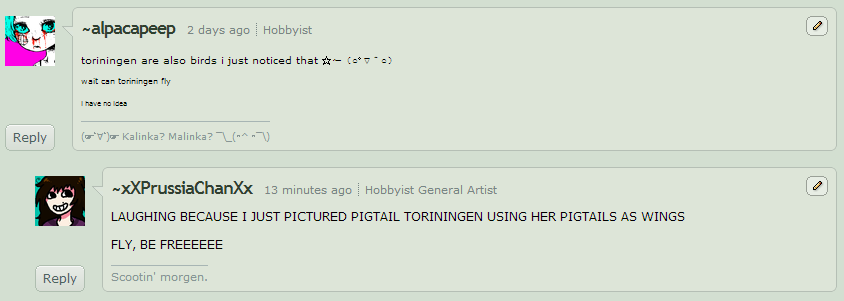 ~alpacapeep 2 days ago Hobbyist
toriningen are also birds i just noticed that ☆~ (○° ▽ ° ○)
wait can toriningen fly
i have no idea
(☞ﾟ∀ﾟ)☞ Kalinka? Malinka? ¯\_(ᵔ^ᵔ¯\)
Reply
~xXPrussiaChanXx 13 minutes ago Hobbyist General Artist
LAUGHING BECAUSE I JUST PICTURED PIGTAIL TORININGEN USING HER PIGTAILS AS WINGS
FLY, BE FREEEEEE
Scootin' morgen.
Reply